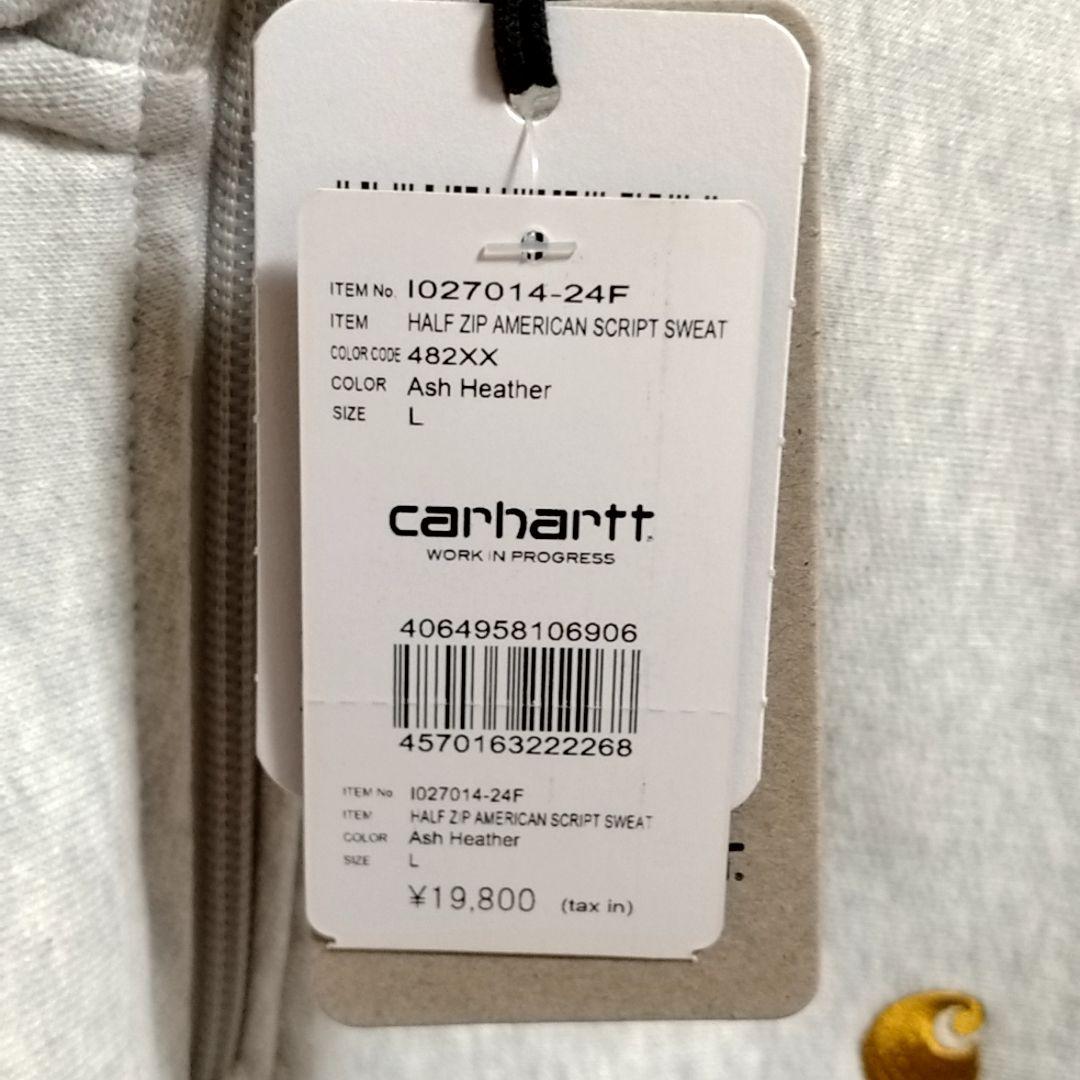 ITEM No. I027014-24F
ITEM HALF ZIP AMERICAN SCRIPT SWEAT
COLOR CODE 482XX
COLOR Ash Heather
SIZE L
carhartt.
WORK IN PROGRESS
4064958106906
4570163222268
ITEM No I027014-24F
ITEM HALF ZIP AMERICAN SCRIPT SWEAT
COLOR Ash Heather
SIZE L
¥19,800 (tax in)